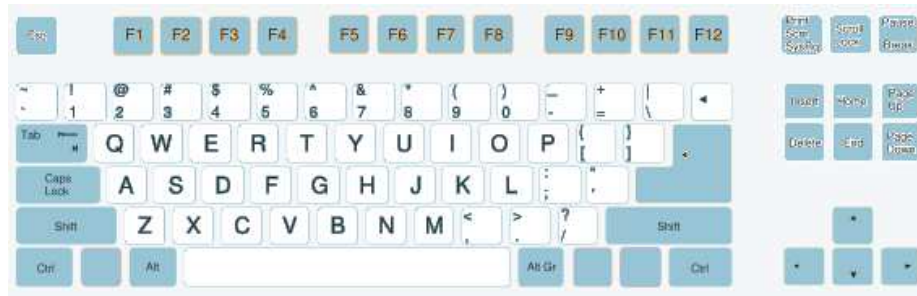 Esc F1 F2 F3 F4 F5 F6 F7 F8 F9 F10 F11 F12 Print Scrn SysRq Scroll Lock Pause Break
~ ! @ # $ % ^ & * ( ) _ + |
` 1 2 3 4 5 6 7 8 9 0 - = \
Insert Home Page Up
Tab Q W E R T Y U I O P { [ } ] Delete End Page Down
Caps Lock A S D F G H J K L : ; " '
Shift Z X C V B N M < , > . ? / Shift
Ctrl Alt Alt Gr Ctrl